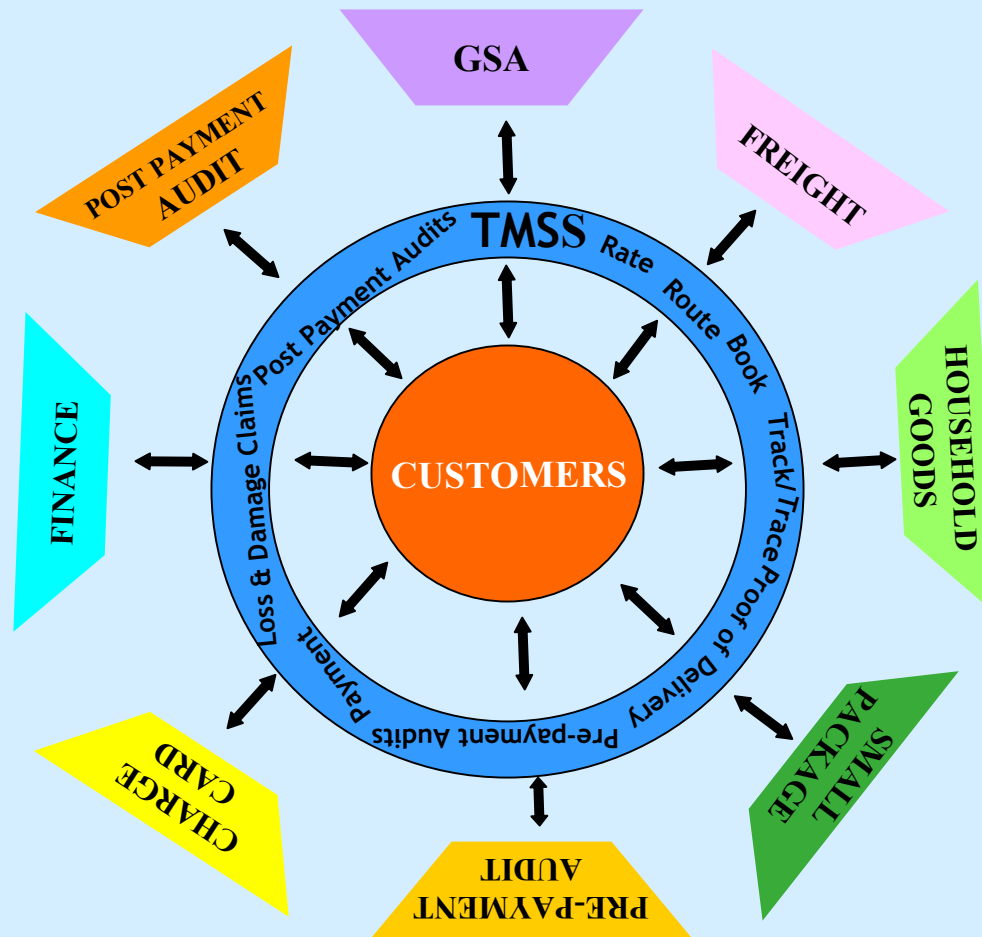 GSA
FREIGHT
HOUSEHOLD
GOODS
SMALL
PACKAGE
PRE-PAYMENT
AUDIT
CHARGE
CARD
FINANCE
POST PAYMENT
AUDIT
TMSS
Rate
Route
Book
Track/Trace
Proof of Delivery
Pre-payment Audits
Payment
Loss & Damage Claims
Post Payment Audits
CUSTOMERS